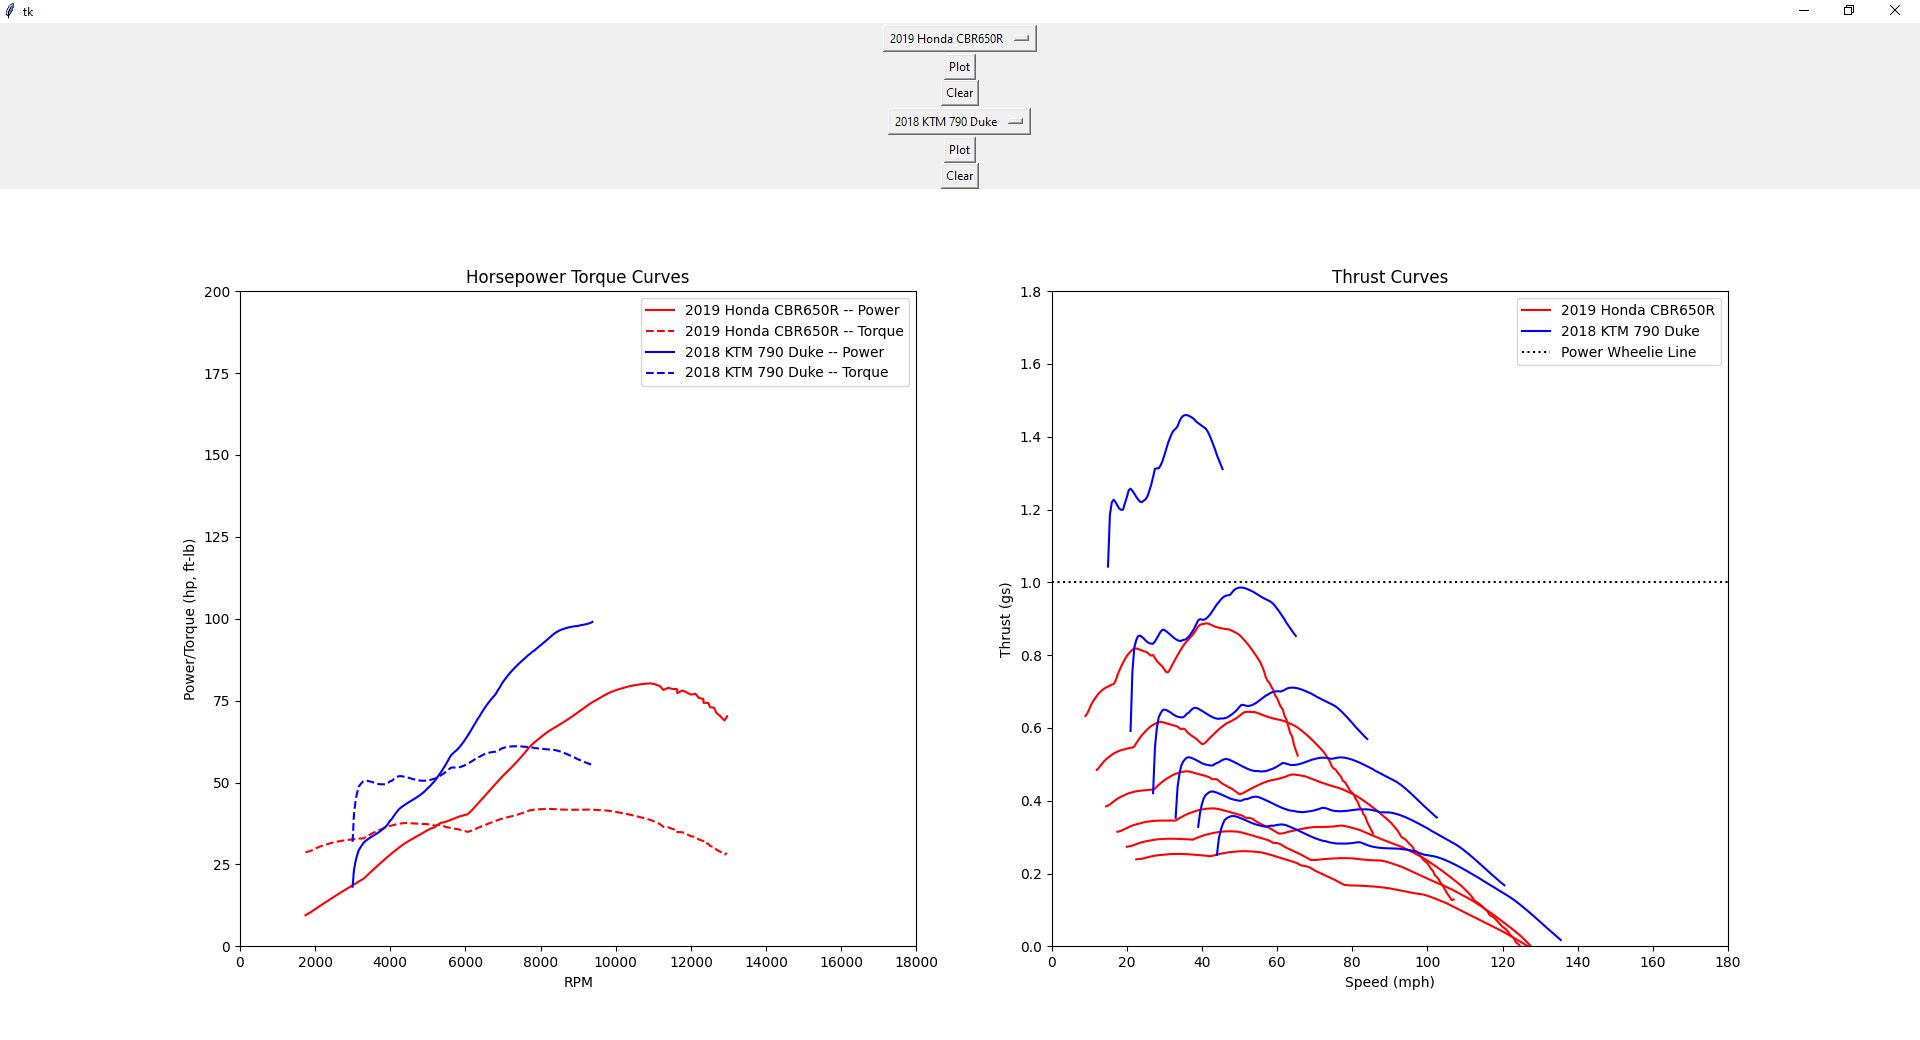 tk
2019 Honda CBR650R
Plot
Clear
2018 KTM 790 Duke
Plot
Clear
Horsepower Torque Curves
200
175
150
125
100
75
50
25
0
Power/Torque (hp, ft-lb)
2019 Honda CBR650R -- Power
2019 Honda CBR650R -- Torque
2018 KTM 790 Duke -- Power
2018 KTM 790 Duke -- Torque
0 2000 4000 6000 8000 10000 12000 14000 16000 18000
RPM
Thrust Curves
1.8
1.6
1.4
1.2
1.0
0.8
0.6
0.4
0.2
0.0
Thrust (gs)
2019 Honda CBR650R
2018 KTM 790 Duke
Power Wheelie Line
0 20 40 60 80 100 120 140 160 180
Speed (mph)